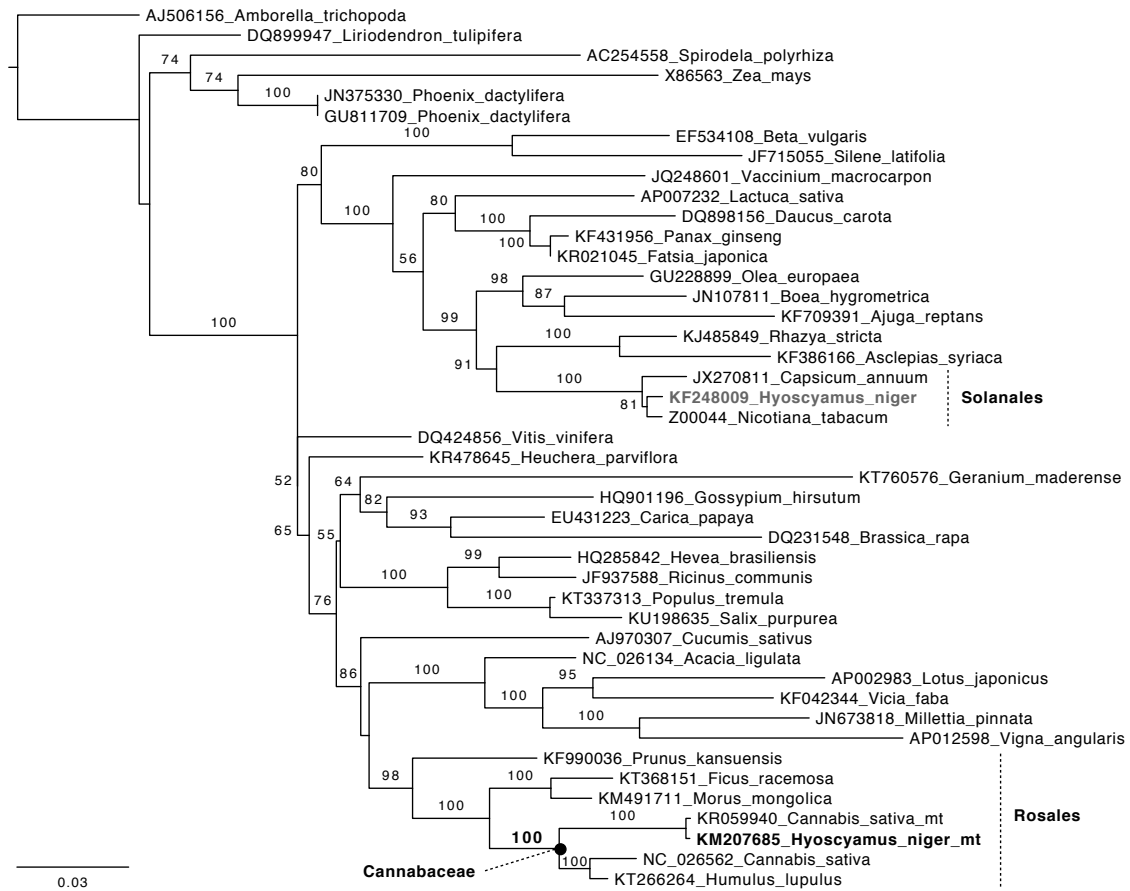 AJ506156_Amborella_trichopoda
DQ899947_Liriodendron_tulipifera
74
AC254558_Spirodela_polyrhiza
74
X86563_Zea_mays
100
JN375330_Phoenix_dactylifera
GU811709_Phoenix_dactylifera
100
EF534108_Beta_vulgaris
JF715055_Silene_latifolia
80
JQ248601_Vaccinium_macrocarpon
100
80
AP007232_Lactuca_sativa
100
DQ898156_Daucus_carota
KF431956_Panax_ginseng
100
KR021045_Fatsia_japonica
56
98
GU228899_Olea_europaea
87
JN107811_Boea_hygrometrica
KF709391_Ajuga_reptans
99
100
KJ485849_Rhazya_stricta
KF386166_Asclepias_syriaca
91
100
JX270811_Capsicum_annuum
KF248009_Hyoscyamus_niger
Solanales
81
Z00044_Nicotiana_tabacum
100
DQ424856_Vitis_vinifera
KR478645_Heuchera_parviflora
52
64
KT760576_Geranium_maderense
82
HQ901196_Gossypium_hirsutum
93
EU431223_Carica_papaya
DQ231548_Brassica_rapa
65
55
99
HQ285842_Hevea_brasiliensis
100
JF937588_Ricinus_communis
100
KT337313_Populus_tremula
KU198635_Salix_purpurea
76
AJ970307_Cucumis_sativus
86
100
NC_026134_Acacia_ligulata
95
AP002983_Lotus_japonicus
KF042344_Vicia_faba
100
100
JN673818_Millettia_pinnata
AP012598_Vigna_angularis
98
KF990036_Prunus_kansuensis
100
KT368151_Ficus_racemosa
KM491711_Morus_mongolica
100
Rosales
100
KR059940_Cannabis_sativa_mt
100
KM207685_Hyoscyamus_niger_mt
Cannabaceae
100
NC_026562_Cannabis_sativa
KT266264_Humulus_lupulus
0.03